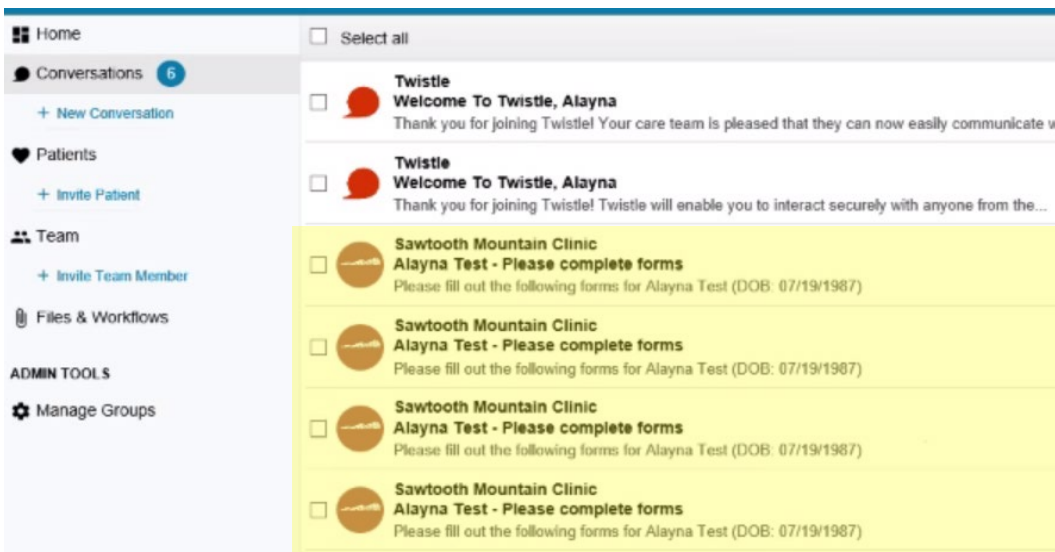 Home
Conversations 6
+ New Conversation
Patients
+ Invite Patient
Team
+ Invite Team Member
Files & Workflows
ADMIN TOOLS
Manage Groups
Select all
Twistle
Welcome To Twistle, Alayna
Thank you for joining Twistle! Your care team is pleased that they can now easily communicate
Twistle
Welcome To Twistle, Alayna
Thank you for joining Twistle! Twistle will enable you to interact securely with anyone from the...
Sawtooth Mountain Clinic
Alayna Test - Please complete forms
Please fill out the following forms for Alayna Test (DOB: 07/19/1987)
Sawtooth Mountain Clinic
Alayna Test - Please complete forms
Please fill out the following forms for Alayna Test (DOB: 07/19/1987)
Sawtooth Mountain Clinic
Alayna Test - Please complete forms
Please fill out the following forms for Alayna Test (DOB: 07/19/1987)
Sawtooth Mountain Clinic
Alayna Test - Please complete forms
Please fill out the following forms for Alayna Test (DOB: 07/19/1987)